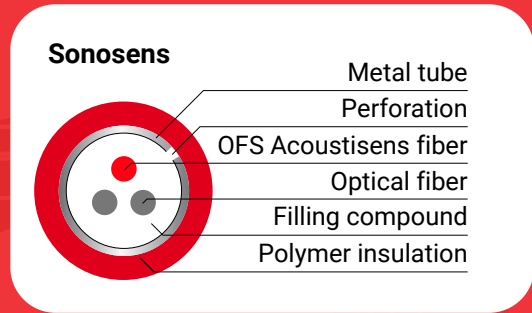 Sonosens
Metal tube
Perforation
OFS Acoustisens fiber
Optical fiber
Filling compound
Polymer insulation